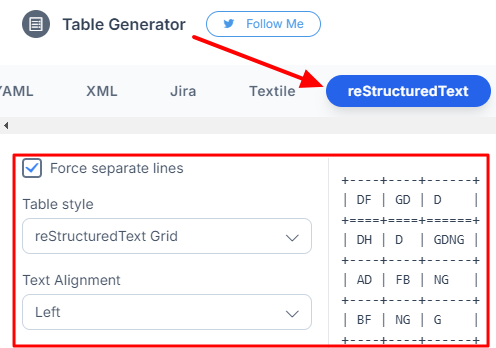 Table Generator Follow Me
YAML XML Jira Textile reStructuredText
Force separate lines
Table style
reStructuredText Grid
Text Alignment
Left
+----+----+------+
| DF | GD | D    |
+====+====+======+
| DH | D  | GDNG |
+----+----+------+
| AD | FB | NG   |
+----+----+------+
| BF | NG | G    |
+----+----+------+